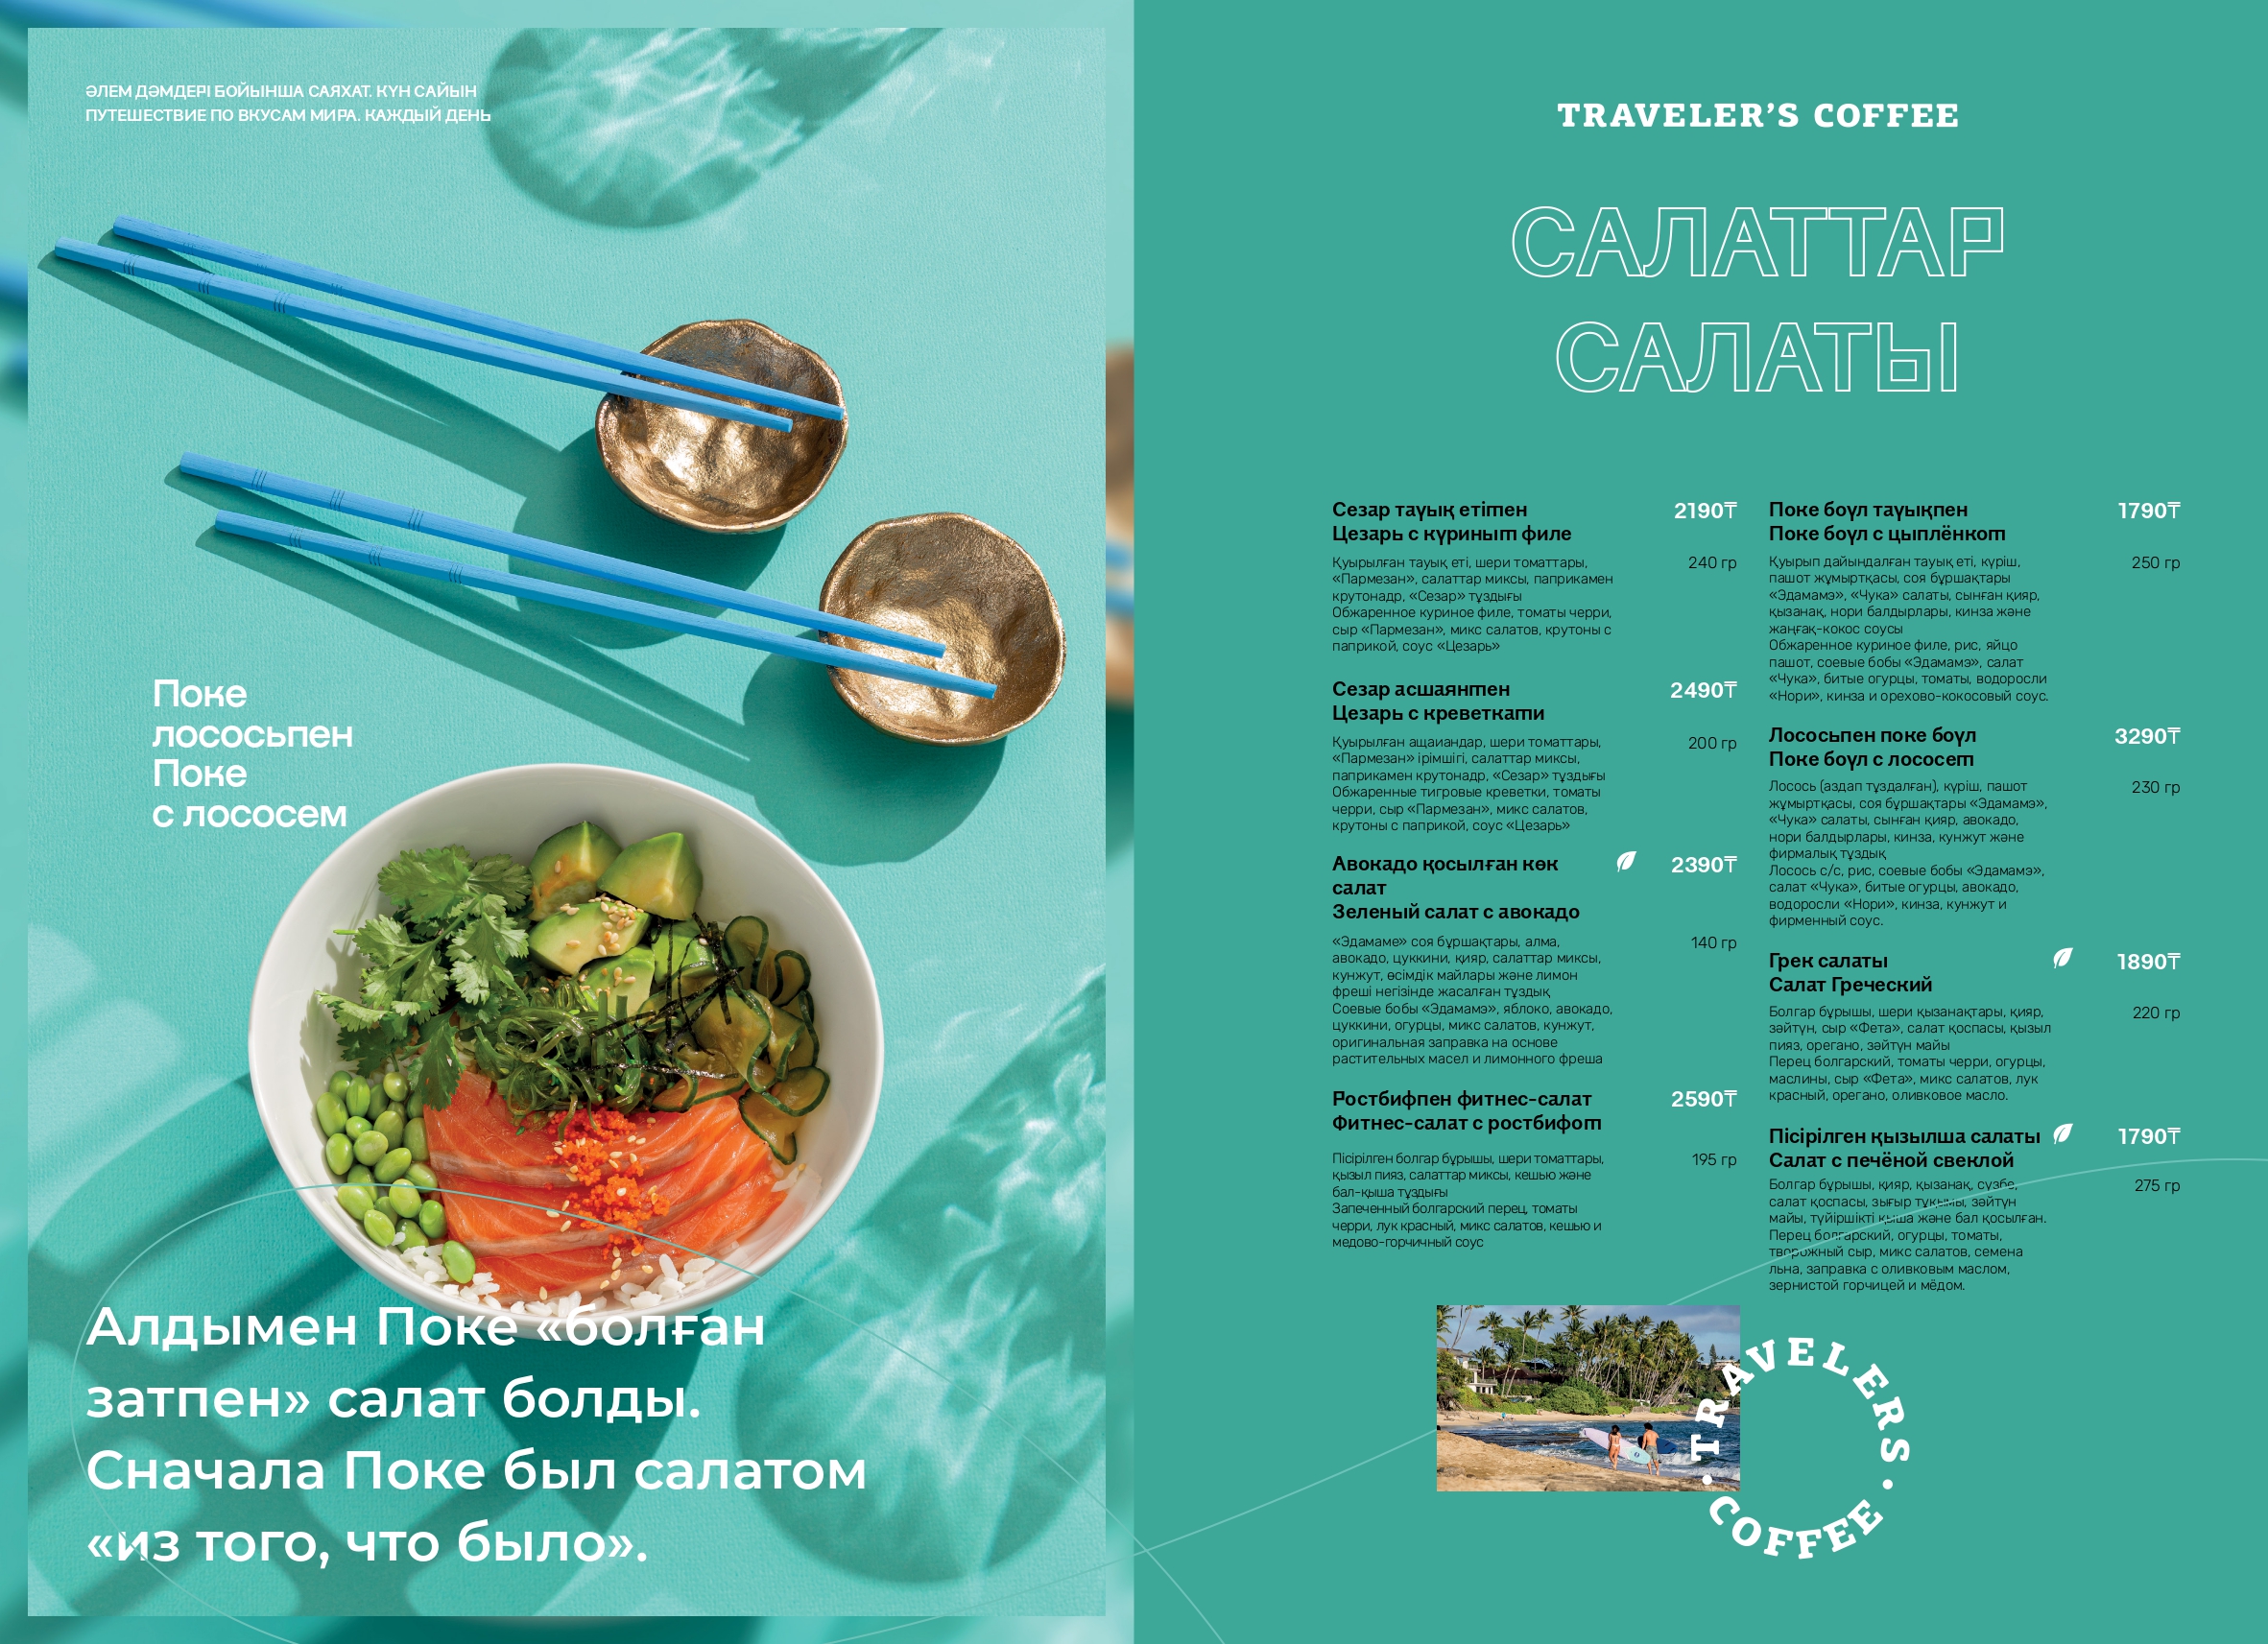 ӘЛЕМ ДӘМДЕРІ БОЙЫНША САЯХАТ. КҮН САЙЫН
ПУТЕШЕСТВИЕ ПО ВКУСАМ МИРА. КАЖДЫЙ ДЕНЬ
Поке
лососьпен
Поке
с лососем
Алдымен Поке «болған
затпен» салат болды.
Сначала Поке был салатом
«из того, что было».
TRAVELER’S COFFEE
САЛАТТАР
САЛАТЫ
Сезар тауық етімен 2190₸
Цезарь с куриным филе
Қуырылған тауық еті, шери томаттары, 240 гр
«Пармезан», салаттар миксы, паприкамен
крутонадр, «Сезар» тұздығы
Обжаренное куриное филе, томаты черри,
сыр «Пармезан», микс салатов, крутоны с
паприкой, соус «Цезарь»
Сезар асшаянмен 2490₸
Цезарь с креветками
Қуырылған ащаиандар, шери томаттары, 200 гр
«Пармезан» ірімшігі, салаттар миксы,
паприкамен крутонадр, «Сезар» тұздығы
Обжаренные тигровые креветки, томаты
черри, сыр «Пармезан», микс салатов,
крутоны с паприкой, соус «Цезарь»
Авокадо қосылған көк 2390₸
салат
Зеленый салат с авокадо
«Эдамаме» соя бұршақтары, алма, 140 гр
авокадо, цуккини, қияр, салаттар миксы,
кунжут, өсімдік майлары және лимон
фреші негізінде жасалған тұздық
Соевые бобы «Эдамамэ», яблоко, авокадо,
цуккини, огурцы, микс салатов, кунжут,
оригинальная заправка на основе
растительных масел и лимонного фреша
Ростбифпен фитнес-салат 2590₸
Фитнес-салат с ростбифом
Пісірілген болгар бұрышы, шери томаттары, 195 гр
қызыл пияз, салаттар миксы, кешью және
бал-қыша тұздығы
Запеченный болгарский перец, томаты
черри, лук красный, микс салатов, кешью и
медово-горчичный соус
Поке боул тауықпен 1790₸
Поке боул с цыплёнком
Қуырып дайындалған тауық еті, күріш, 250 гр
пашот жұмыртқасы, соя бұршақтары
«Эдамамэ», «Чука» салаты, сынған қияр,
қызанақ, нори балдырлары, кинза және
жаңғақ-кокос соусы
Обжаренное куриное филе, рис, яйцо
пашот, соевые бобы «Эдамамэ», салат
«Чука», битые огурцы, томаты, водоросли
«Нори», кинза и орехово-кокосовый соус.
Лососьпен поке боул 3290₸
Поке боул с лососем
Лосось (аздап тұздалған), күріш, пашот 230 гр
жұмыртқасы, соя бұршақтары «Эдамамэ»,
«Чука» салаты, сынған қияр, авокадо,
нори балдырлары, кинза, кунжут және
фирмалық тұздық
Лосось с/с, рис, соевые бобы «Эдамамэ»,
салат «Чука», битые огурцы, авокадо,
водоросли «Нори», кинза, кунжут и
фирменный соус.
Грек салаты 1890₸
Салат Греческий
Болгар бұрышы, шери қызанақтары, қияр, 220 гр
зәйтүн, сыр «Фета», салат қоспасы, қызыл
пияз, орегано, зәйтүн майы
Перец болгарский, томаты черри, огурцы,
маслины, сыр «Фета», микс салатов, лук
красный, орегано, оливковое масло.
Пісірілген қызылша салаты 1790₸
Салат с печёной свеклой
Болгар бұрышы, қияр, қызанақ, сүзбе, 275 гр
салат қоспасы, зығыр тұқымы, зәйтүн
майы, түйіршікті қыша және бал қосылған.
Перец болгарский, огурцы, томаты,
творожный сыр, микс салатов, семена
льна, заправка с оливковым маслом,
зернистой горчицей и мёдом.
TRAVELERS · COFFEE ·